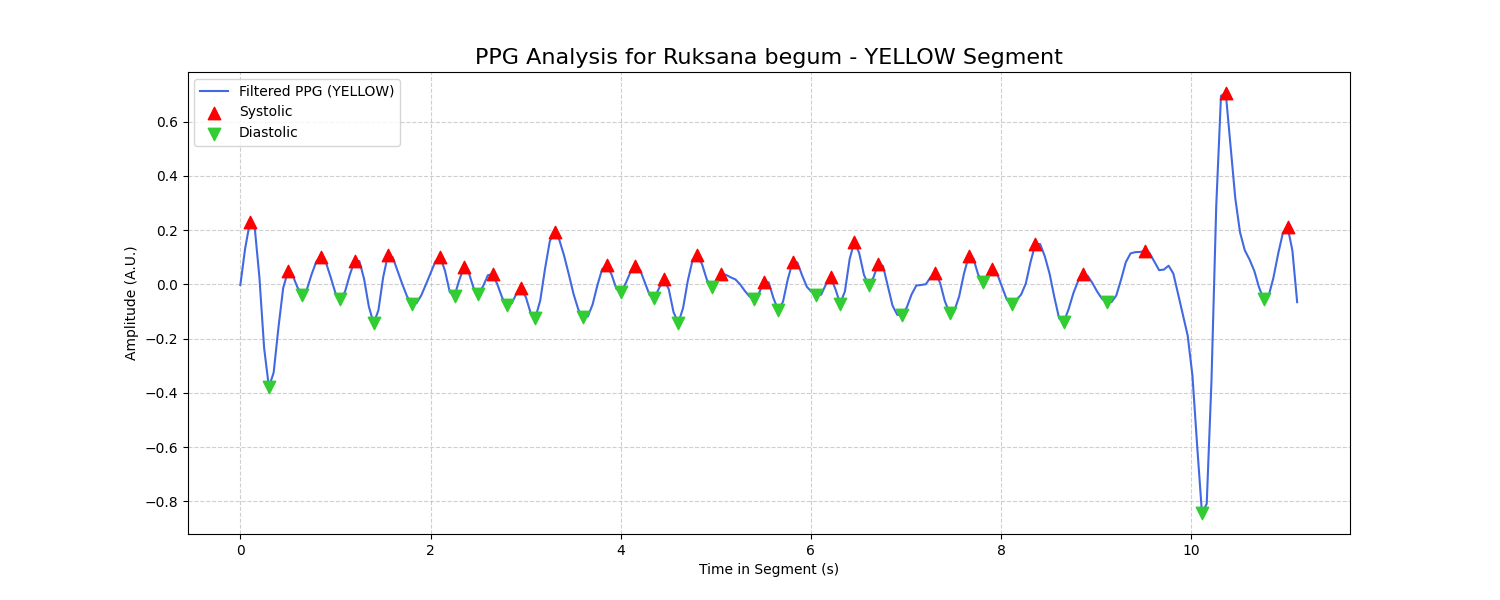 PPG Analysis for Ruksana begum - YELLOW Segment
Filtered PPG (YELLOW)
Systolic
Diastolic
Amplitude (A.U.)
0.6
0.4
0.2
0.0
−0.2
−0.4
−0.6
−0.8
0 2 4 6 8 10
Time in Segment (s)